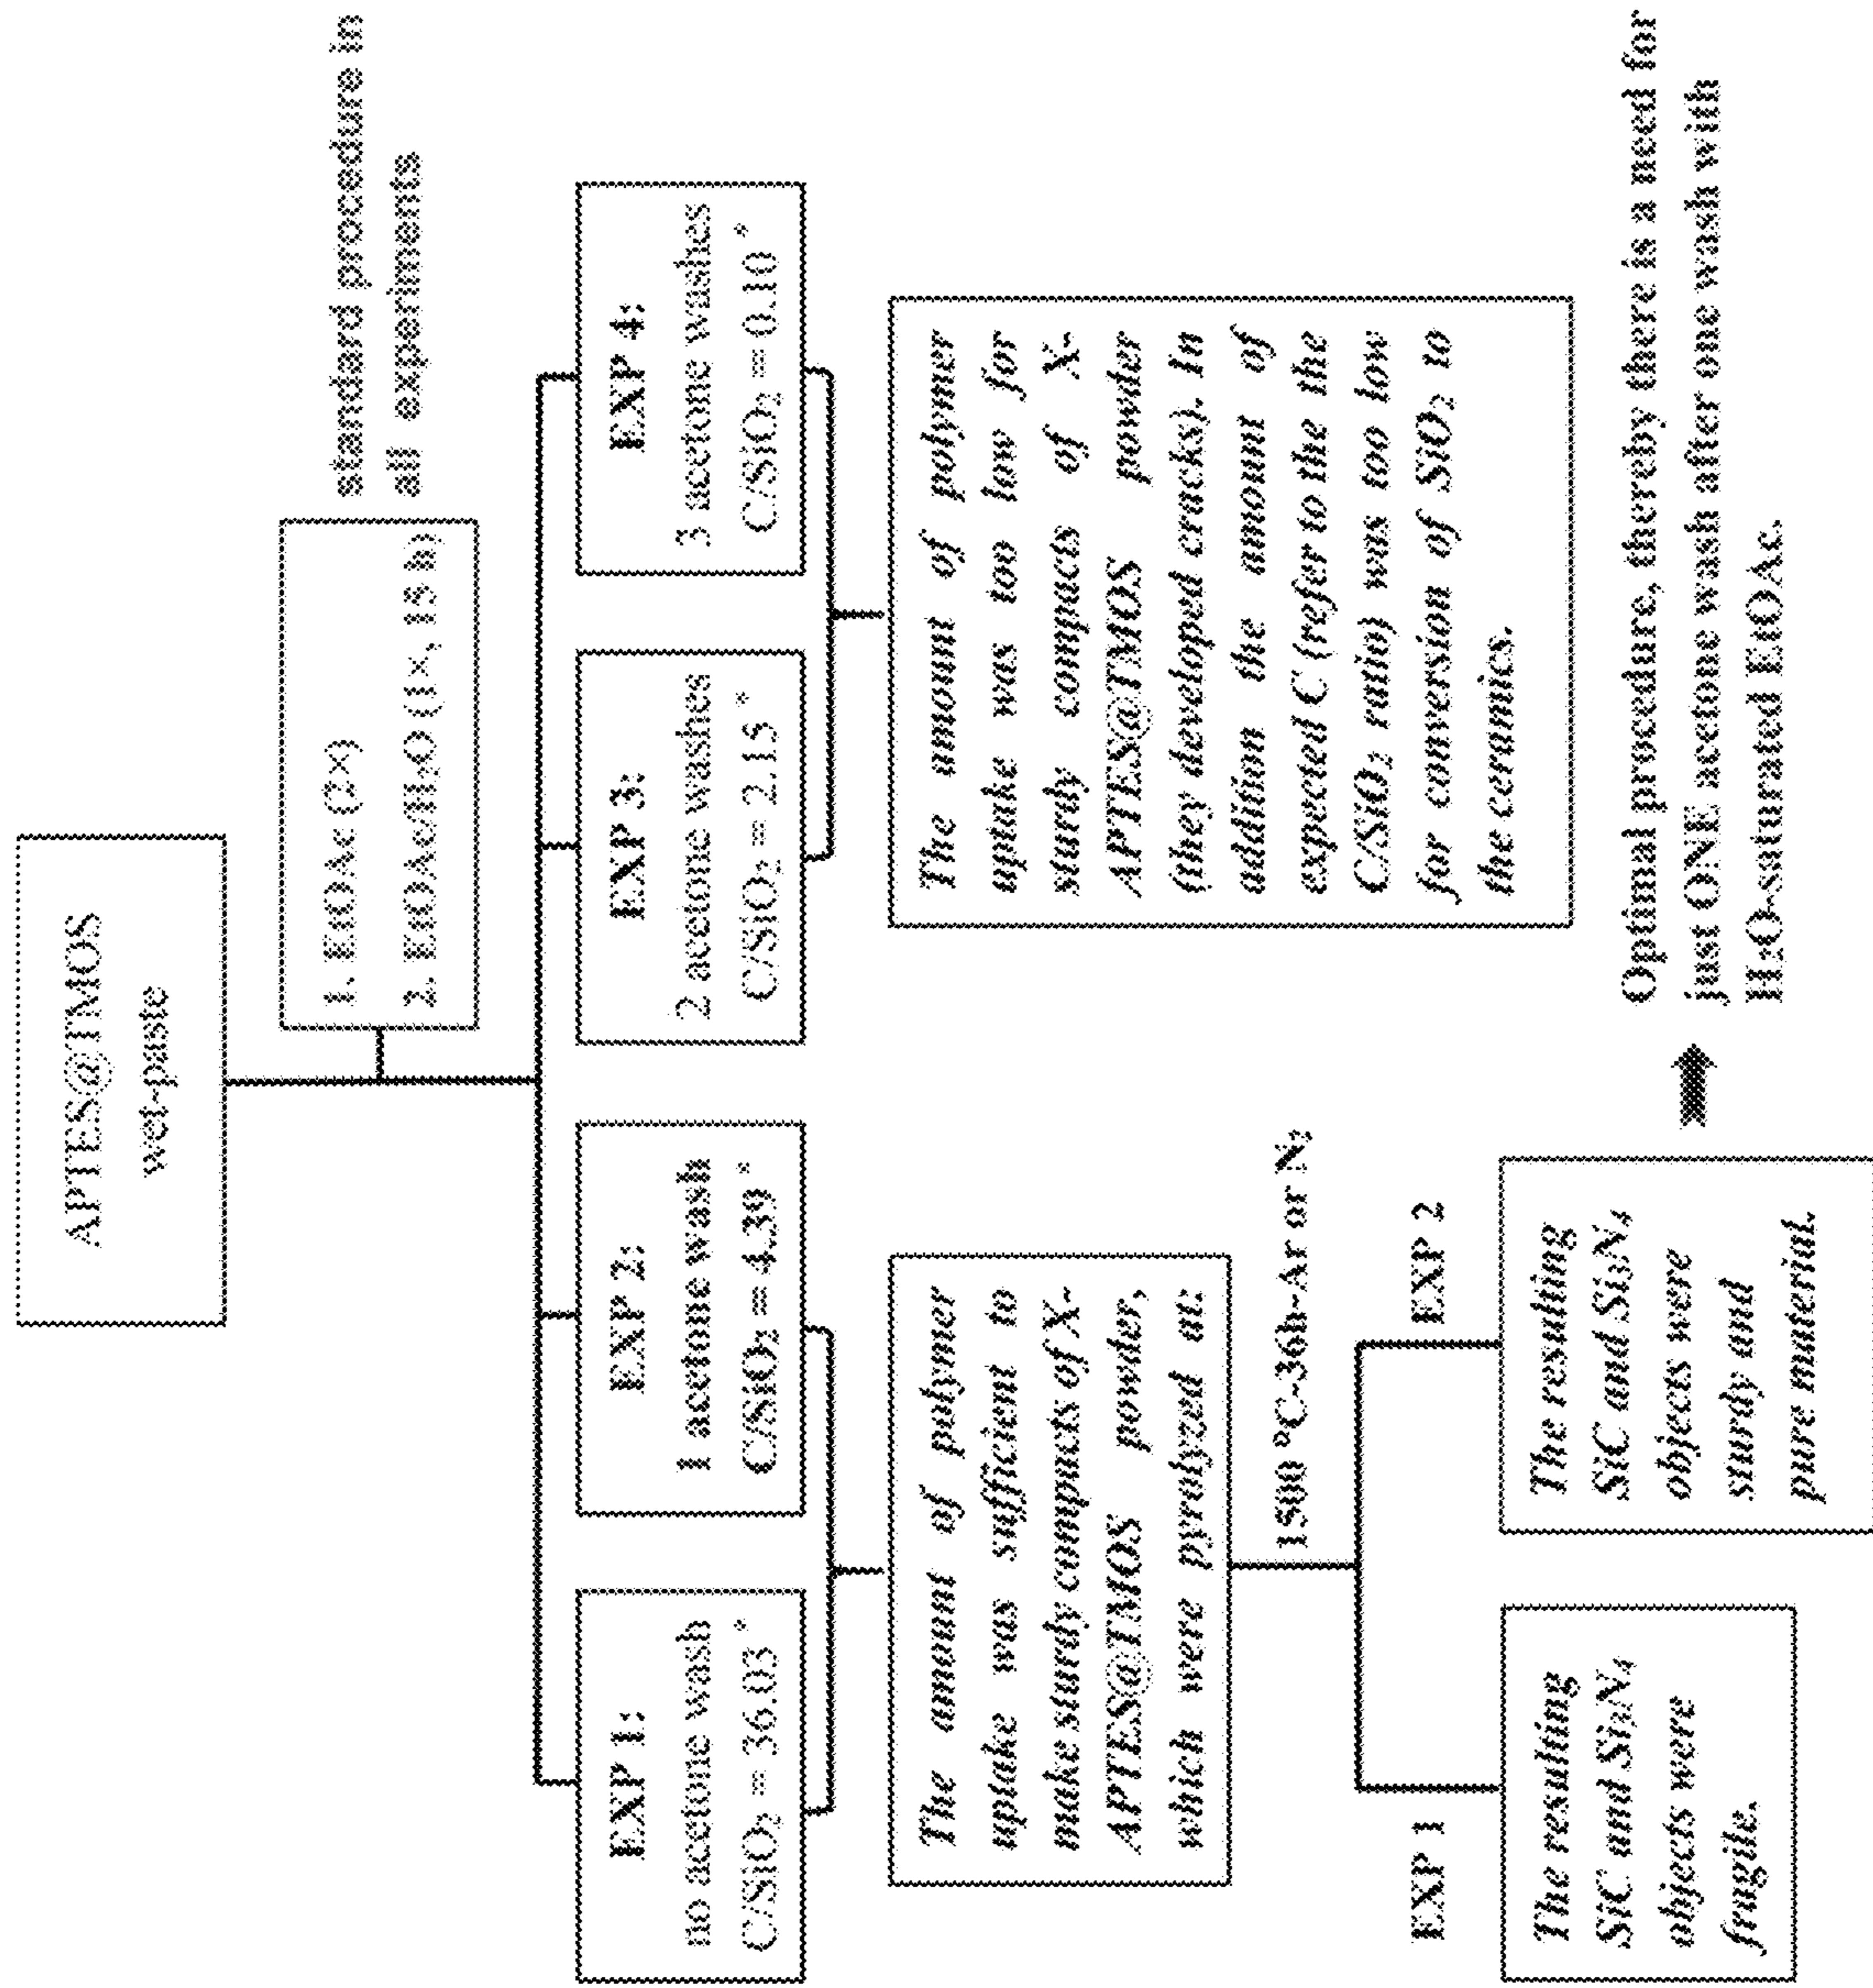 APTES@TMOS
wet-paste
1. EtOAc (2×)
2. EtOAc/H₂O (1×, 15 h)
standard procedure in
all experiments
EXP 1:
no acetone wash
C/SiO₂ = 36.03 *
EXP 2:
1 acetone wash
C/SiO₂ = 4.39 *
EXP 3:
2 acetone washes
C/SiO₂ = 2.15 *
EXP 4:
3 acetone washes
C/SiO₂ = 0.10 *
The amount of polymer
uptake was sufficient to
make sturdy compacts of X-
APTES@TMOS powder,
which were pyrolyzed at:
The amount of polymer
uptake was too low for
sturdy compacts of X-
APTES@TMOS powder
(they developed cracks). In
addition the amount of
expected C (refer to the the
C/SiO₂ ratio) was too low
for conversion of SiO₂ to
the ceramics.
1500 °C-36h-Ar or N₂
EXP 1
EXP 2
The resulting
SiC and Si₃N₄
objects were
fragile.
The resulting
SiC and Si₃N₄
objects were
sturdy and
pure material.
Optimal procedure, thereby there is a need for
just ONE acetone wash after one wash with
H₂O-saturated EtOAc.